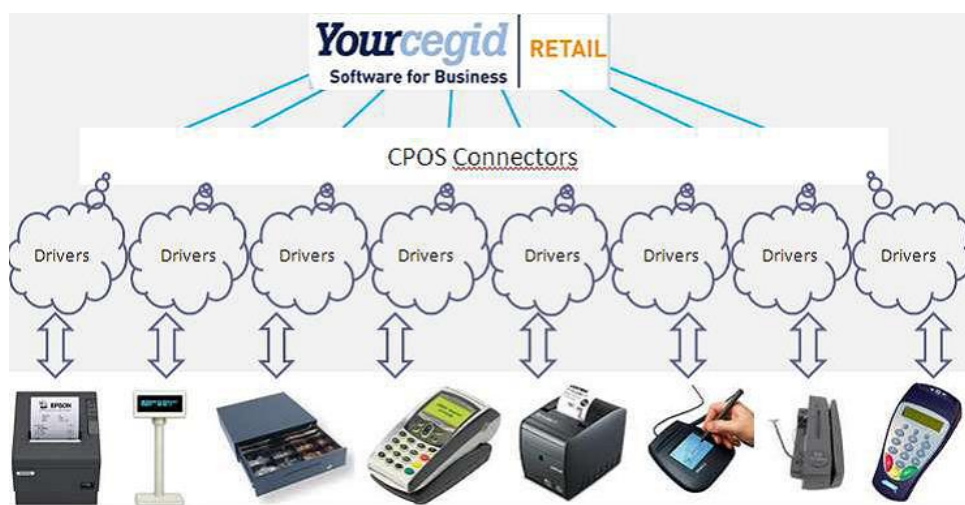 Yourcegid
Software for Business
RETAIL
CPOS Connectors
Drivers Drivers Drivers Drivers Drivers Drivers Drivers Drivers
EPSON